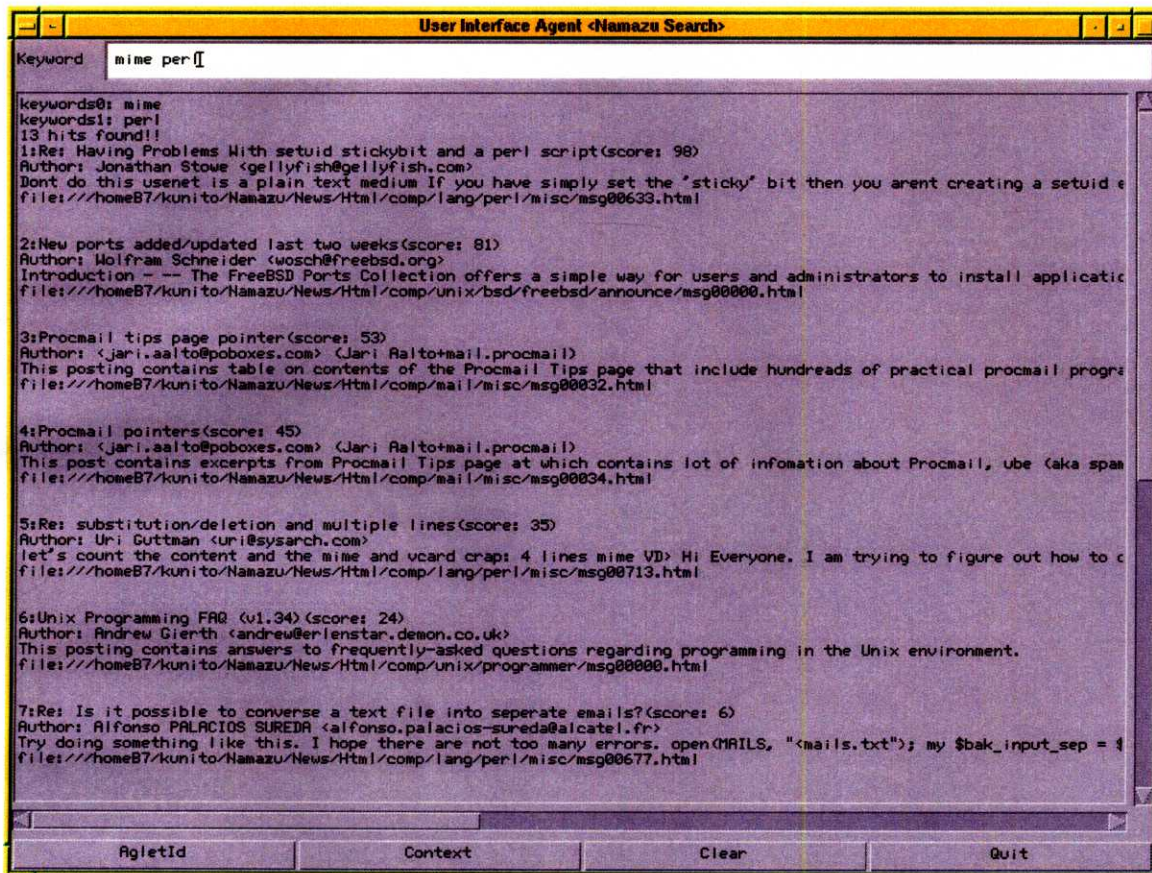 User Interface Agent <Namazu Search>
Keyword mime perl
keywords0: mime
keywords1: perl
13 hits found!!
1:Re: Having Problems With setuid stickybit and a perl script(score: 98)
Author: Jonathan Stowe <gellyfish@gellyfish.com>
Dont do this usenet is a plain text medium If you have simply set the "sticky" bit then you arent creating a setuid e
file:///homeB7/kunito/Namazu/News/Html/comp/lang/perl/misc/msg00633.html
2:New ports added/updated last two weeks(score: 81)
Author: Wolfram Schneider <wosch@freebsd.org>
Introduction - -- The FreeBSD Ports Collection offers a simple way for users and administrators to install applicatic
file:///homeB7/kunito/Namazu/News/Html/comp/unix/bsd/freebsd/announce/msg00000.html
3:Procmail tips page pointer(score: 53)
Author: <jari.aalto@poboxes.com> (Jari Aalto+mail.procmail)
This posting contains table on contents of the Procmail Tips page that include hundreads of practical procmail progra
file:///homeB7/kunito/Namazu/News/Html/comp/mail/misc/msg00032.html
4:Procmail pointers(score: 45)
Author: <jari.aalto@poboxes.com> (Jari Aalto+mail.procmail)
This post contains excerpts from Procmail Tips page at which contains lot of infomation about Procmail, ube (aka spam
file:///homeB7/kunito/Namazu/News/Html/comp/mail/misc/msg00034.html
5:Re: substitution/deletion and multiple lines(score: 35)
Author: Uri Guttman <uri@sysarch.com>
let's count the content and the mime and vcard crap: 4 lines mime VD> Hi Everyone. I am trying to figure out how to c
file:///homeB7/kunito/Namazu/News/Html/comp/lang/perl/misc/msg00713.html
6:Unix Programming FAQ (v1.34)(score: 24)
Author: Andrew Gierth <andrew@erlenstar.demon.co.uk>
This posting contains answers to frequently-asked questions regarding programming in the Unix environment.
file:///homeB7/kunito/Namazu/News/Html/comp/unix/programmer/msg00000.html
7:Re: Is it possible to converse a text file into seperate emails?(score: 6)
Author: Alfonso PALACIOS SUREDA <alfonso.palacios-sureda@alcatel.fr>
Try doing something like this. I hope there are not too many errors. open(MAILS, "<mails.txt"); my $bak_input_sep = $
file:///homeB7/kunito/Namazu/News/Html/comp/lang/perl/misc/msg00677.html
AgletId Context Clear Quit